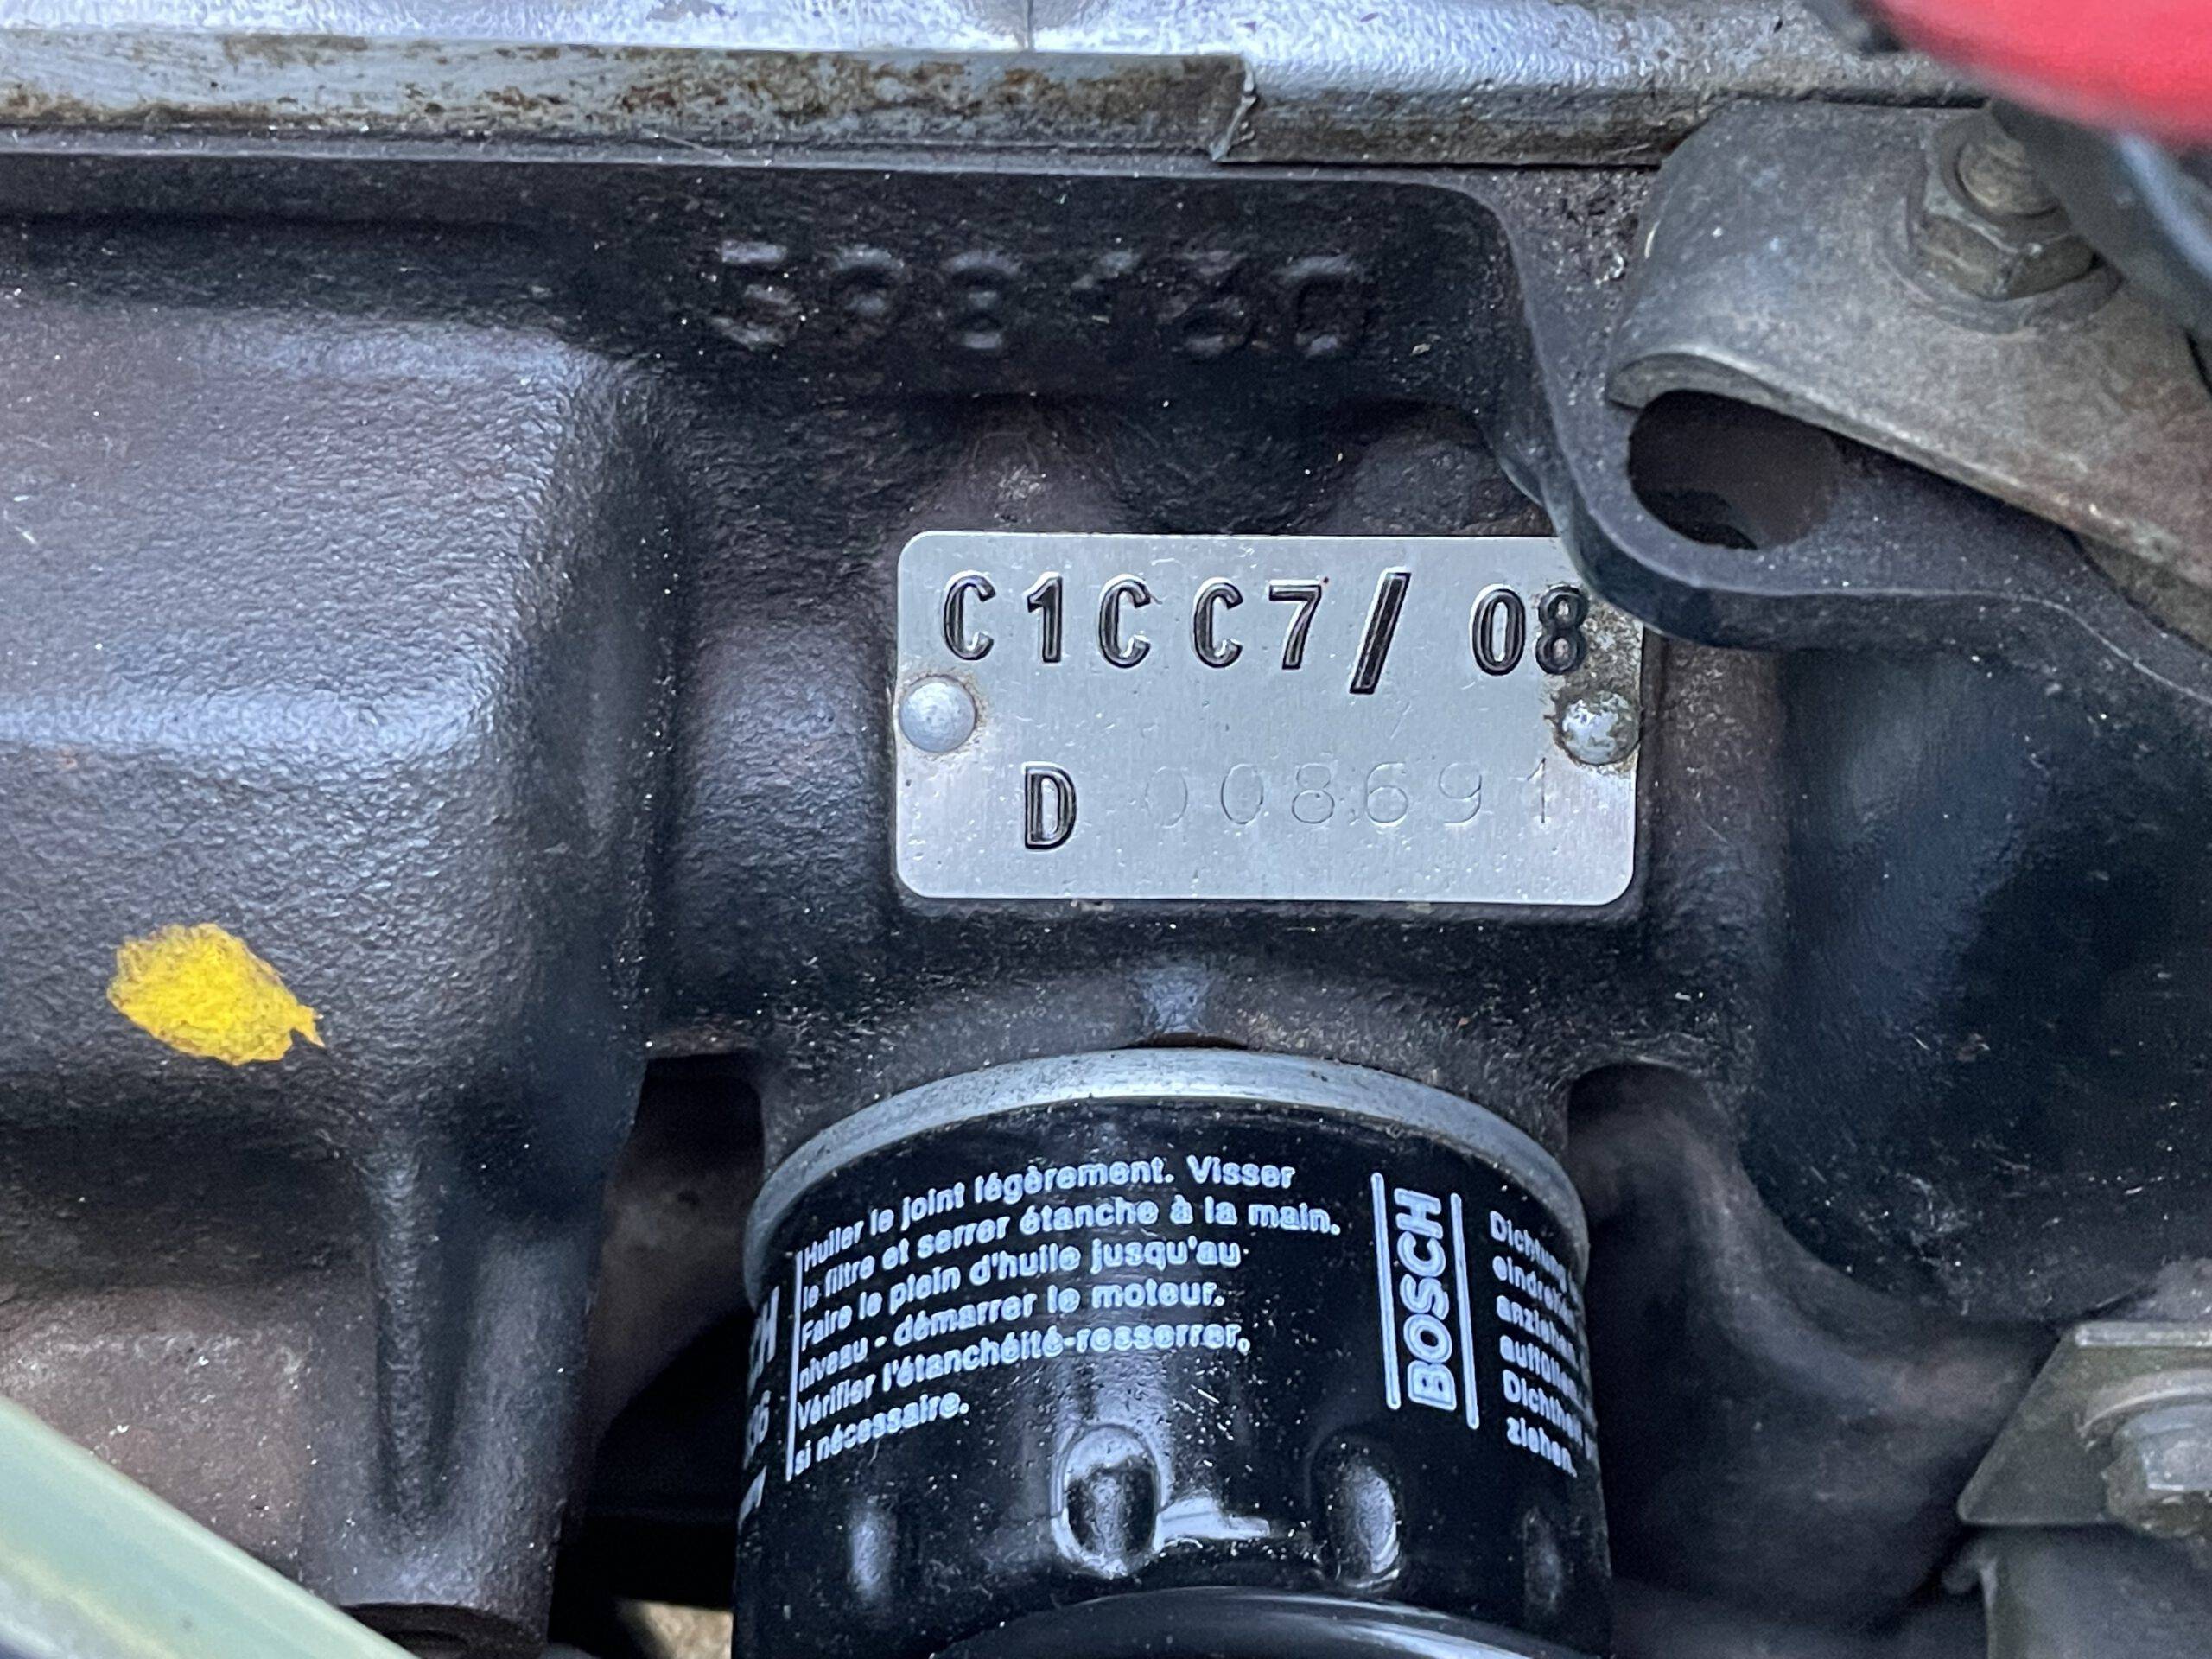 C1CC7/ 08
D 008691
Huiler le joint légèrement. Visser
le filtre et serrer étanche à la main.
Faire le plein d'huile jusqu'au
niveau - démarrer le moteur.
Vérifier l'étanchéité-resserrer,
si nécessaire.
BOSCH
ziehen.